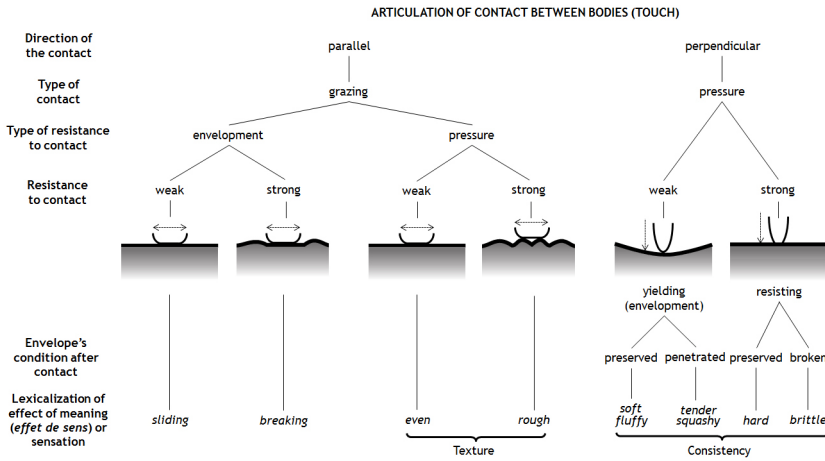 ARTICULATION OF CONTACT BETWEEN BODIES (TOUCH)
Direction of
the contact
parallel
perpendicular
Type of
contact
grazing
pressure
Type of resistance
to contact
envelopment
pressure
Resistance
to contact
weak
strong
weak
strong
weak
strong
yielding
(envelopment)
resisting
Envelope's
condition after
contact
preserved
penetrated
preserved
broken
Lexicalization of
effect of meaning
(effet de sens) or
sensation
sliding
breaking
even
rough
soft
fluffy
tender
squashy
hard
brittle
Texture
Consistency